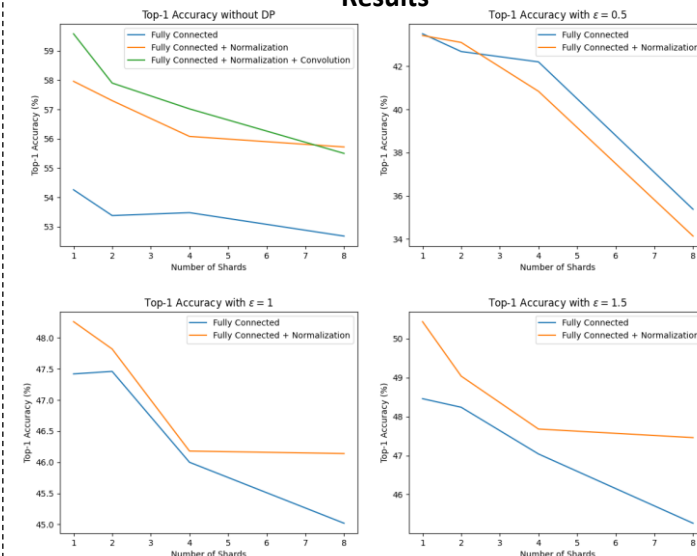 Results
Top-1 Accuracy without DP
Fully Connected
Fully Connected + Normalization
Fully Connected + Normalization + Convolution
59
58
57
56
55
54
53
Top-1 Accuracy (%)
1 2 3 4 5 6 7 8
Number of Shards
Top-1 Accuracy with ε = 0.5
Fully Connected
Fully Connected + Normalization
42
40
38
36
34
Top-1 Accuracy (%)
1 2 3 4 5 6 7 8
Number of Shards
Top-1 Accuracy with ε = 1
Fully Connected
Fully Connected + Normalization
48.0
47.5
47.0
46.5
46.0
45.5
45.0
Top-1 Accuracy (%)
1 2 3 4 5 6 7 8
Number of Shards
Top-1 Accuracy with ε = 1.5
Fully Connected
Fully Connected + Normalization
50
49
48
47
46
Top-1 Accuracy (%)
1 2 3 4 5 6 7 8
Number of Shards